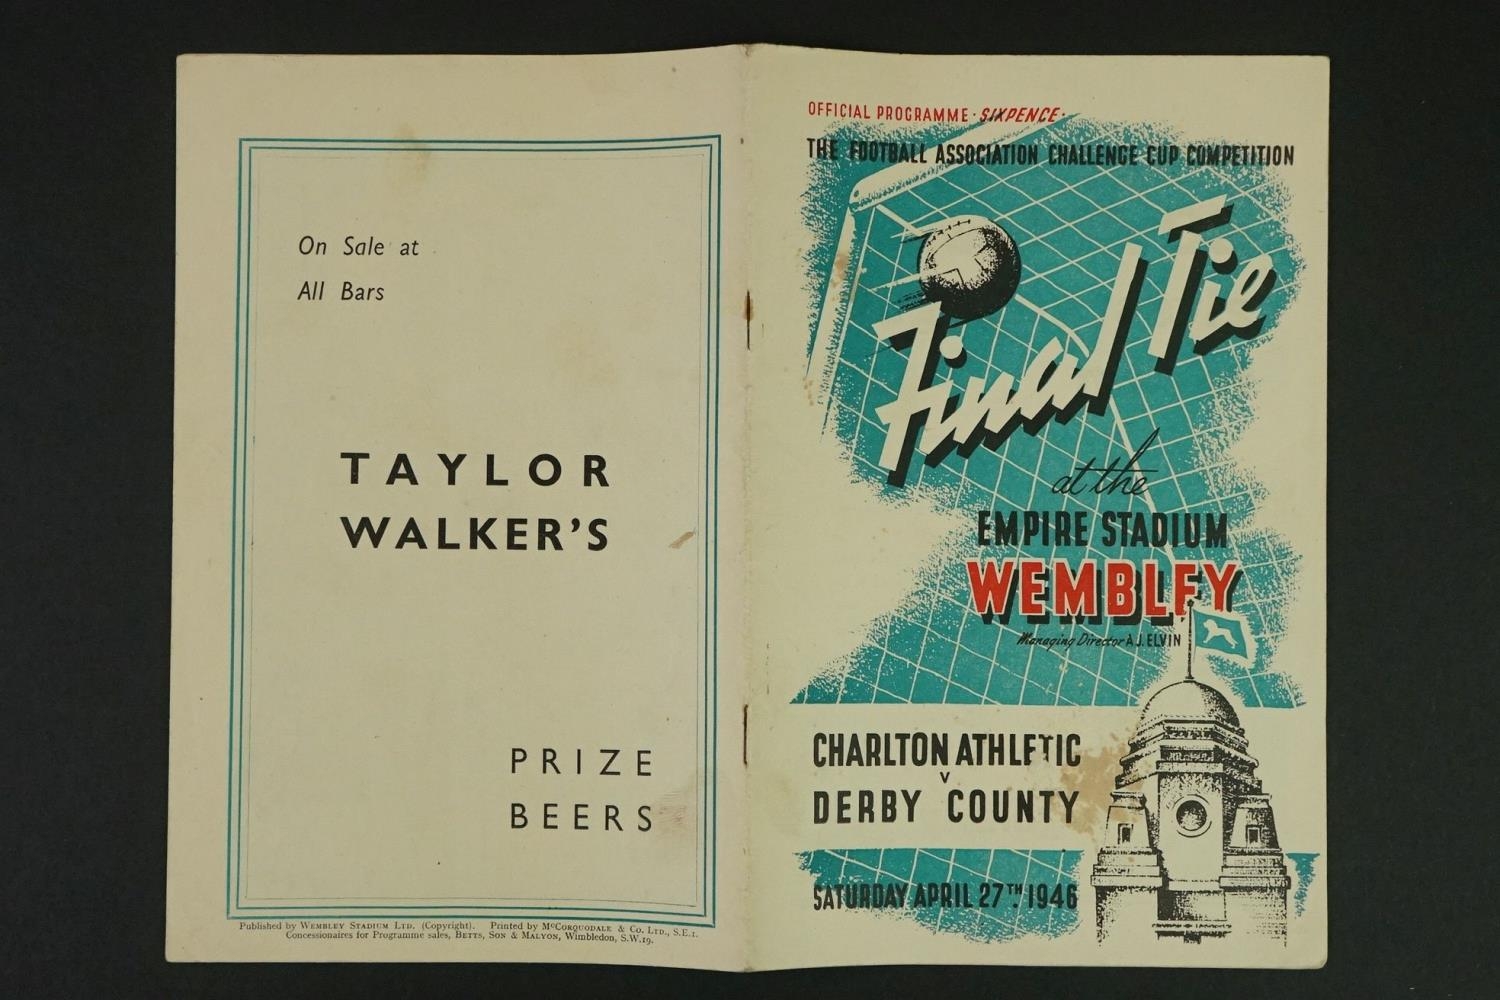 On Sale at
All Bars
TAYLOR
WALKER'S
PRIZE
BEERS
Published by WEMBLEY STADIUM LTD. (Copyright). Printed by McCORQUODALE & Co. LTD., S.E.1.
Concessionaires for Programme sales, BETTS, SON & MALYON, Wimbledon, S.W.19.
OFFICIAL PROGRAMME · SIXPENCE ·
THE FOOTBALL ASSOCIATION CHALLENGE CUP COMPETITION
Final Tie
at the
EMPIRE STADIUM
WEMBLEY
Managing Director A.J. ELVIN
CHARLTON ATHLETIC
V
DERBY COUNTY
SATURDAY APRIL 27TH. 1946